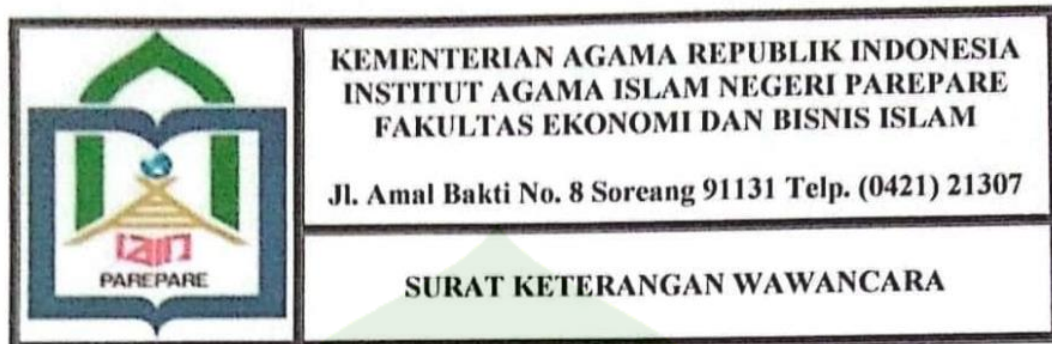 KEMENTERIAN AGAMA REPUBLIK INDONESIA
INSTITUT AGAMA ISLAM NEGERI PAREPARE
FAKULTAS EKONOMI DAN BISNIS ISLAM
Jl. Amal Bakti No. 8 Soreang 91131 Telp. (0421) 21307
iain
PAREPARE
SURAT KETERANGAN WAWANCARA